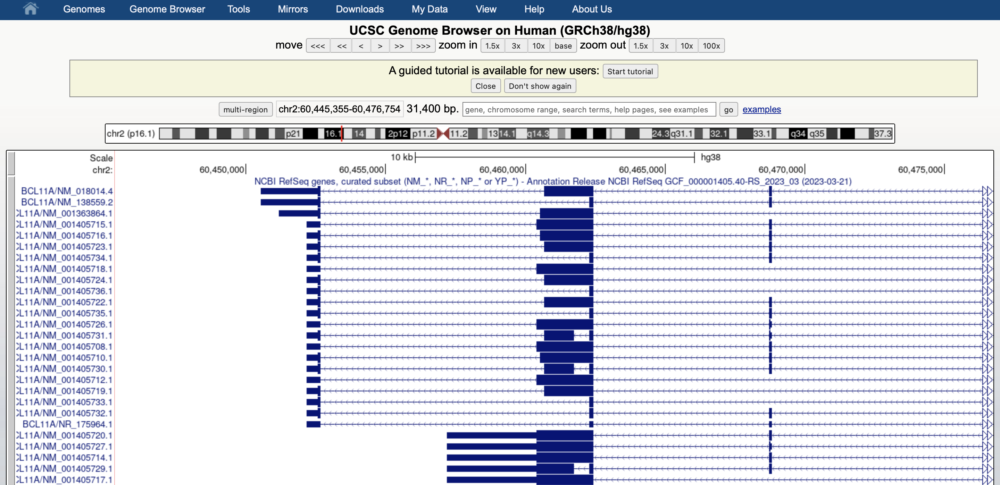 Genomes Genome Browser Tools Mirrors Downloads My Data View Help About Us
UCSC Genome Browser on Human (GRCh38/hg38)
move <<< << < > >> >>> zoom in 1.5x 3x 10x base zoom out 1.5x 3x 10x 100x
A guided tutorial is available for new users: Start tutorial
Close Don't show again
multi-region chr2:60,445,355-60,476,754 31,400 bp. gene, chromosome range, search terms, help pages, see examples go examples
chr2 (p16.1) p21 16.1 14 2p12 p11.2 11.2 13 14.1 q14.3 24.3 q31.1 32.1 33.1 q34 q35 37.3
Scale 10 kb hg38
chr2: 60,450,000 60,455,000 60,460,000 60,465,000 60,470,000 60,475,000
NCBI RefSeq genes, curated subset (NM_*, NR_*, NP_* or YP_*) - Annotation Release NCBI RefSeq GCF_000001405.40-RS_2023_03 (2023-03-21)
BCL11A/NM_018014.4
BCL11A/NM_138559.2
CL11A/NM_001363864.1
CL11A/NM_001405715.1
CL11A/NM_001405716.1
CL11A/NM_001405723.1
CL11A/NM_001405734.1
CL11A/NM_001405718.1
CL11A/NM_001405724.1
CL11A/NM_001405736.1
CL11A/NM_001405722.1
CL11A/NM_001405735.1
CL11A/NM_001405726.1
CL11A/NM_001405731.1
CL11A/NM_001405708.1
CL11A/NM_001405710.1
CL11A/NM_001405730.1
CL11A/NM_001405712.1
CL11A/NM_001405719.1
CL11A/NM_001405733.1
CL11A/NM_001405732.1
BCL11A/NR_175964.1
CL11A/NM_001405720.1
CL11A/NM_001405727.1
CL11A/NM_001405714.1
CL11A/NM_001405729.1
CL11A/NM_001405717.1